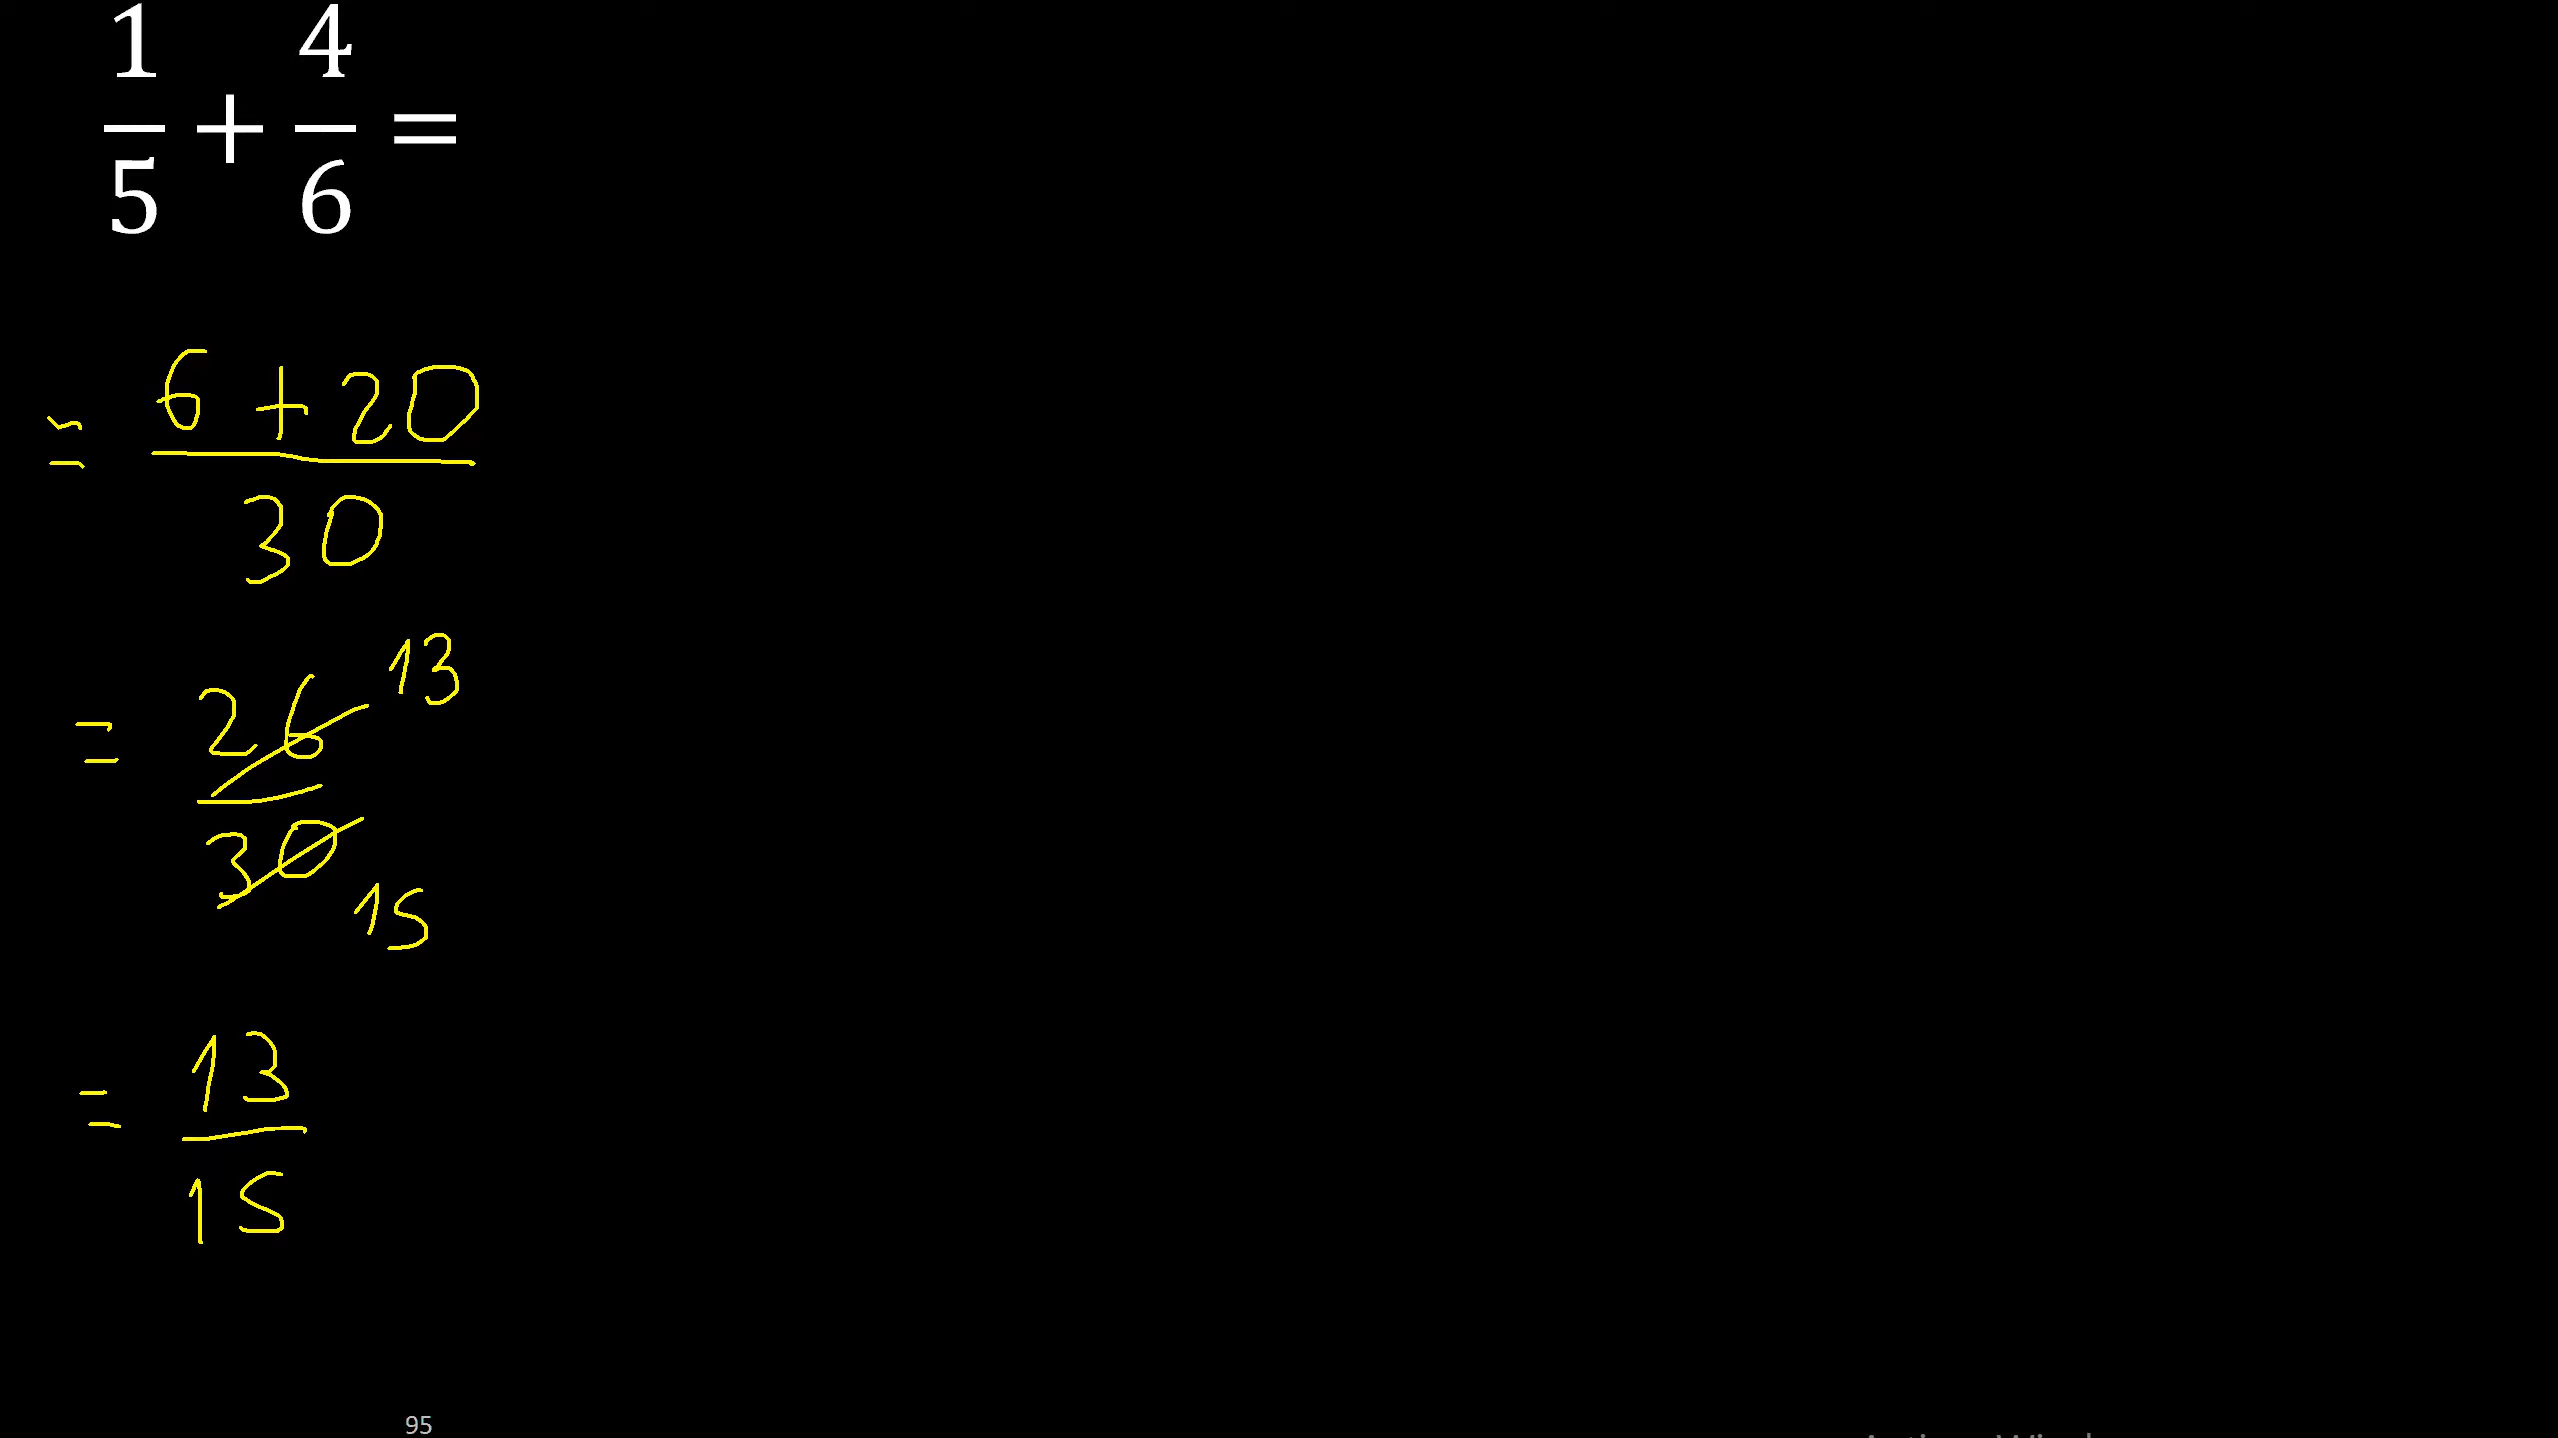 1/5 + 4/6 =
= 6 + 20 / 30
= 26 / 30 13 15
= 13 / 15
95